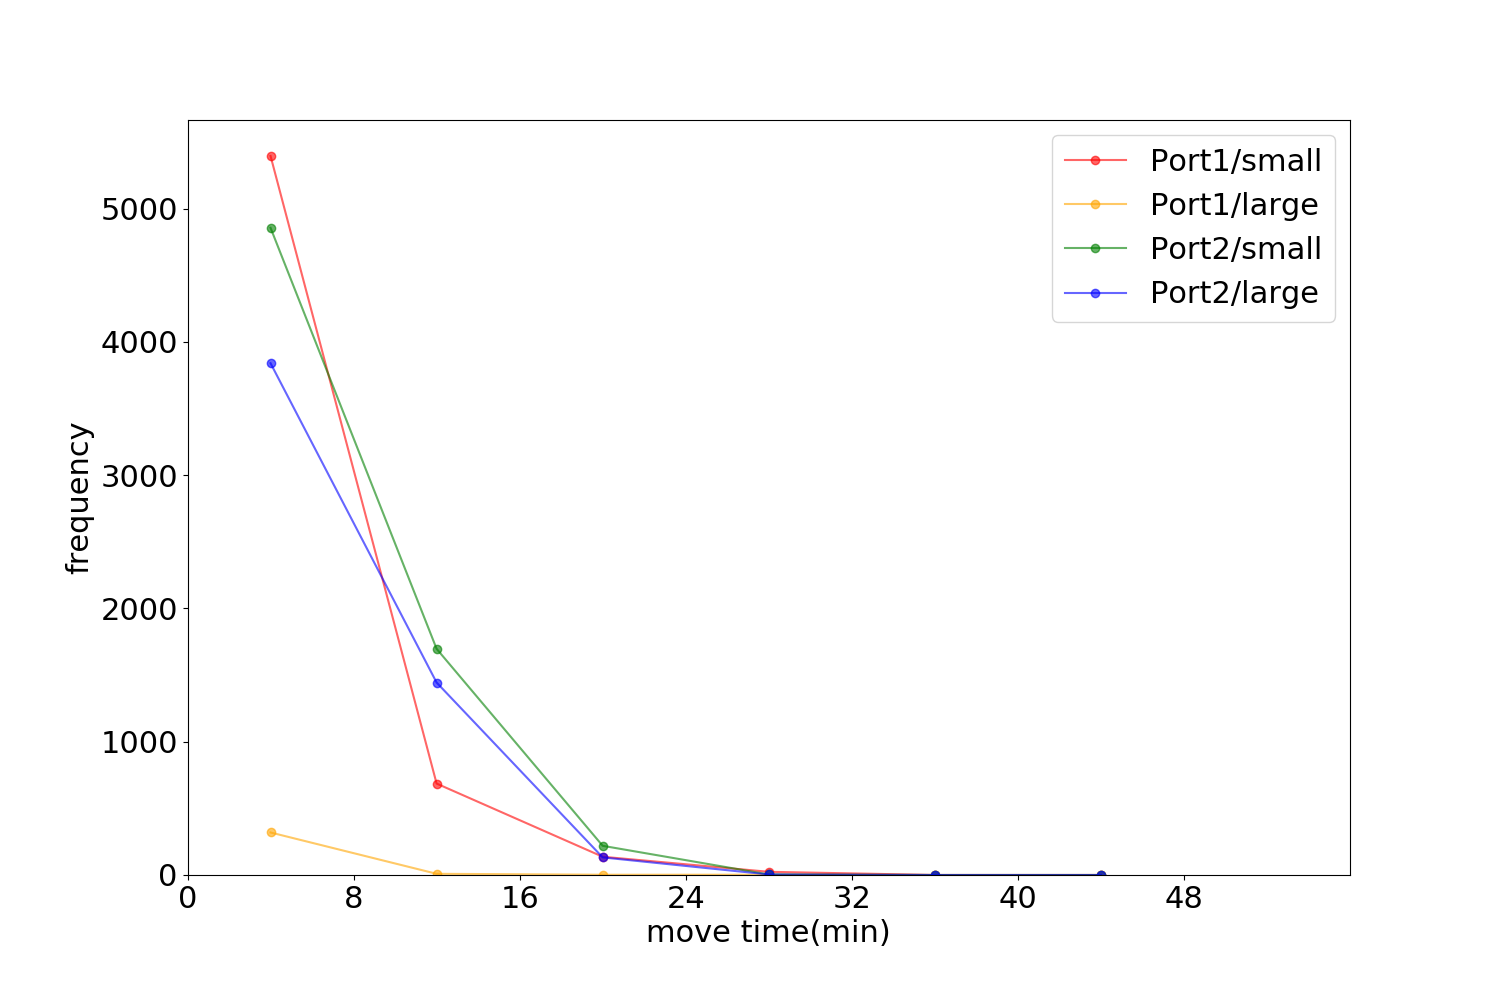 Port1/small
Port1/large
Port2/small
Port2/large
frequency
5000
4000
3000
2000
1000
0
0 8 16 24 32 40 48
move time(min)